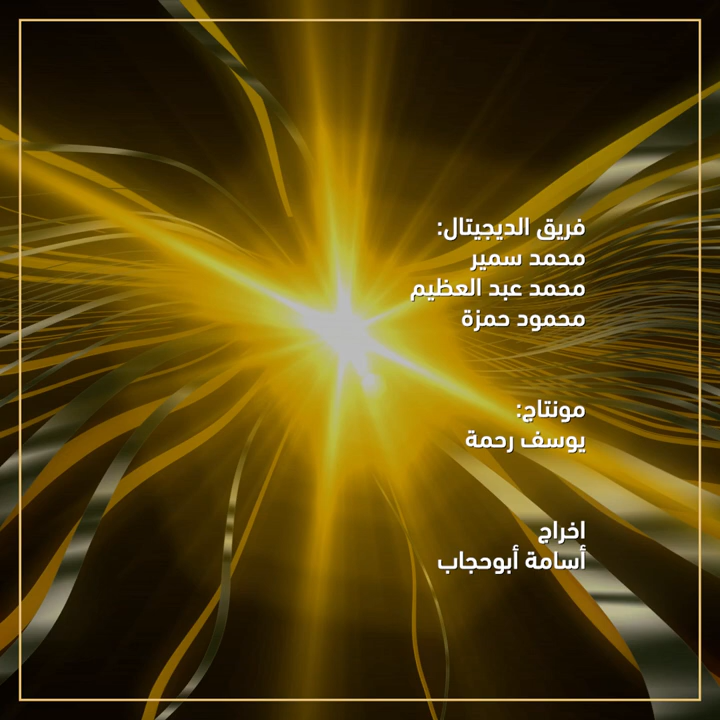 فريق الديجيتال:
محمد سمير
محمد عبد العظيم
محمود حمزة
مونتاج:
يوسف رحمة
اخراج
أسامة أبوحجاب